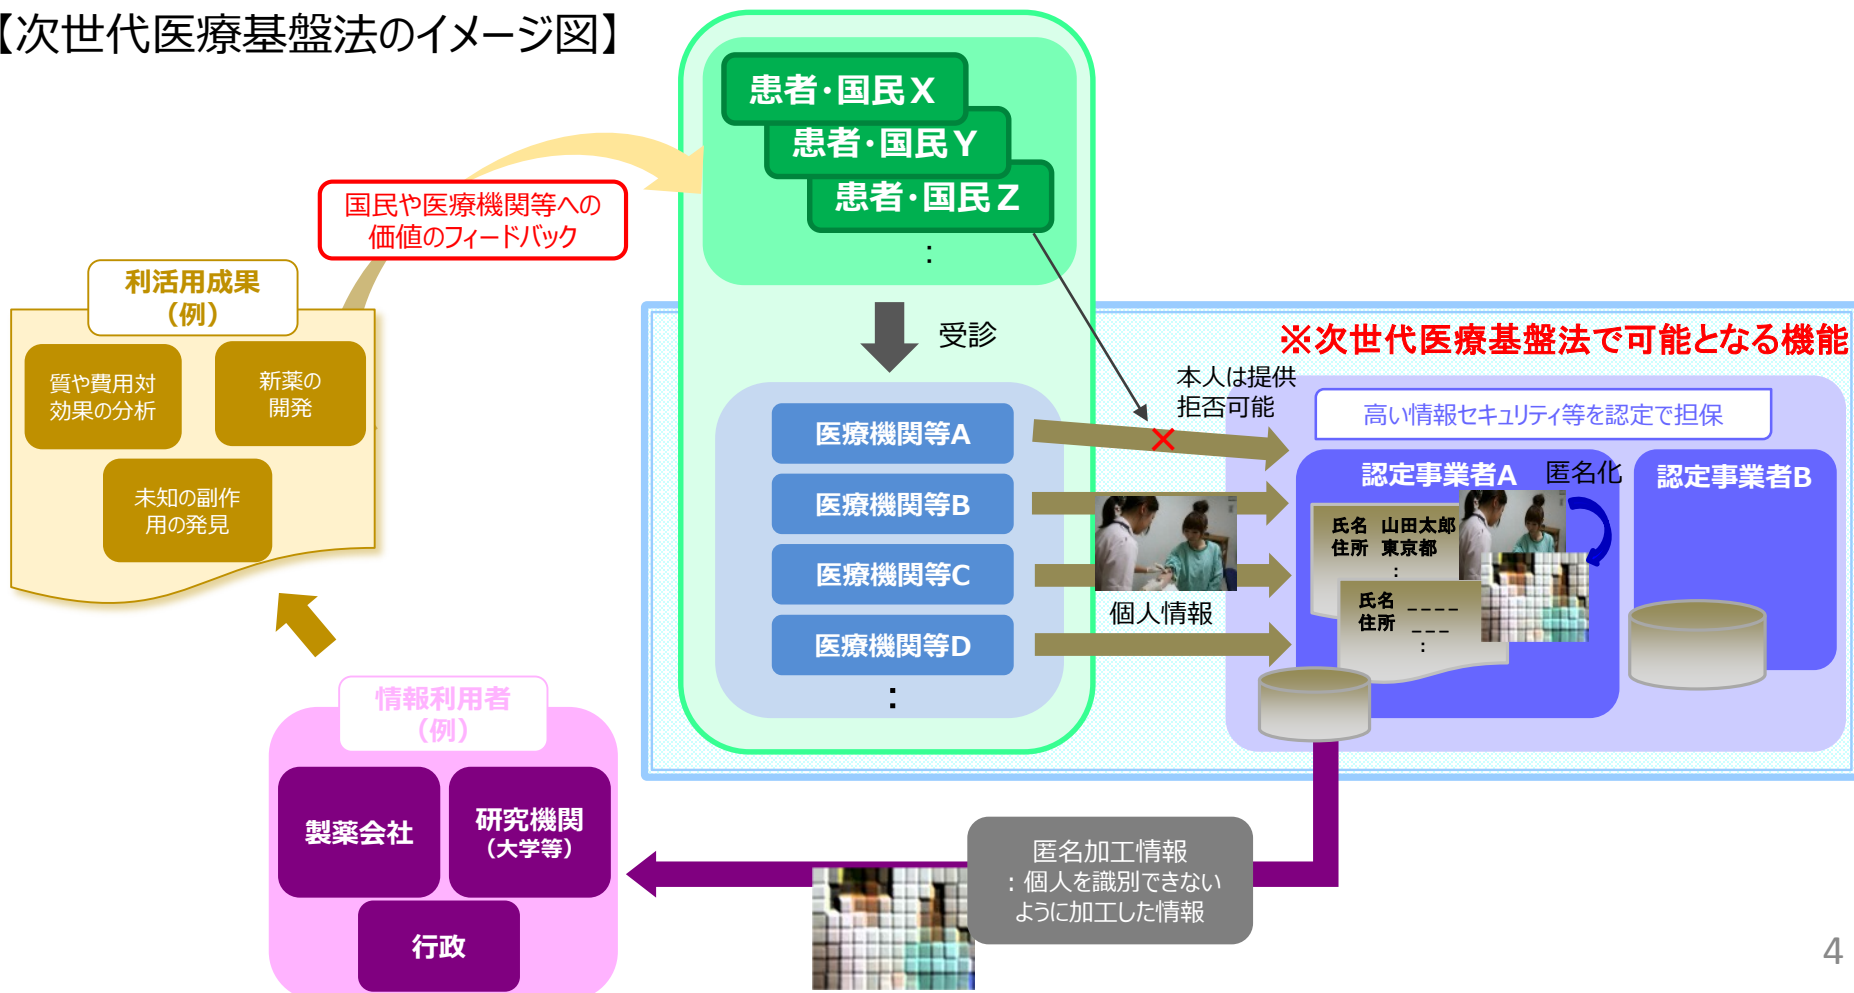 【次世代医療基盤法のイメージ図】
患者・国民X
患者・国民Y
患者・国民Z
：
国民や医療機関等への
価値のフィードバック
利活用成果
（例）
質や費用対
効果の分析
新薬の
開発
未知の副作
用の発見
受診
※次世代医療基盤法で可能となる機能
本人は提供
拒否可能
高い情報セキュリティ等を認定で担保
医療機関等A
医療機関等B
医療機関等C
医療機関等D
：
個人情報
認定事業者A
匿名化
氏名 山田太郎
住所 東京都
：
氏名 ____
住所 ___
：
認定事業者B
情報利用者
（例）
製薬会社
研究機関
（大学等）
行政
匿名加工情報
：個人を識別できない
ように加工した情報
4